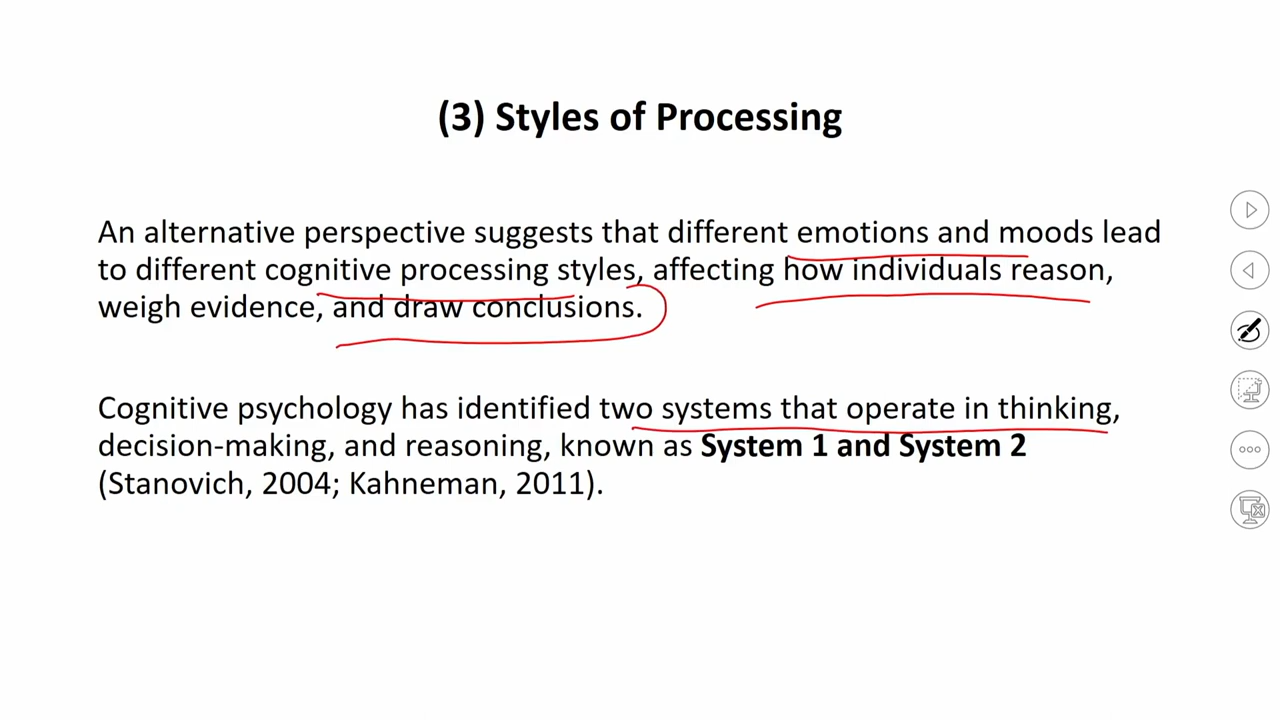 (3) Styles of Processing
An alternative perspective suggests that different emotions and moods lead
to different cognitive processing styles, affecting how individuals reason,
weigh evidence, and draw conclusions.
Cognitive psychology has identified two systems that operate in thinking,
decision-making, and reasoning, known as System 1 and System 2
(Stanovich, 2004; Kahneman, 2011).